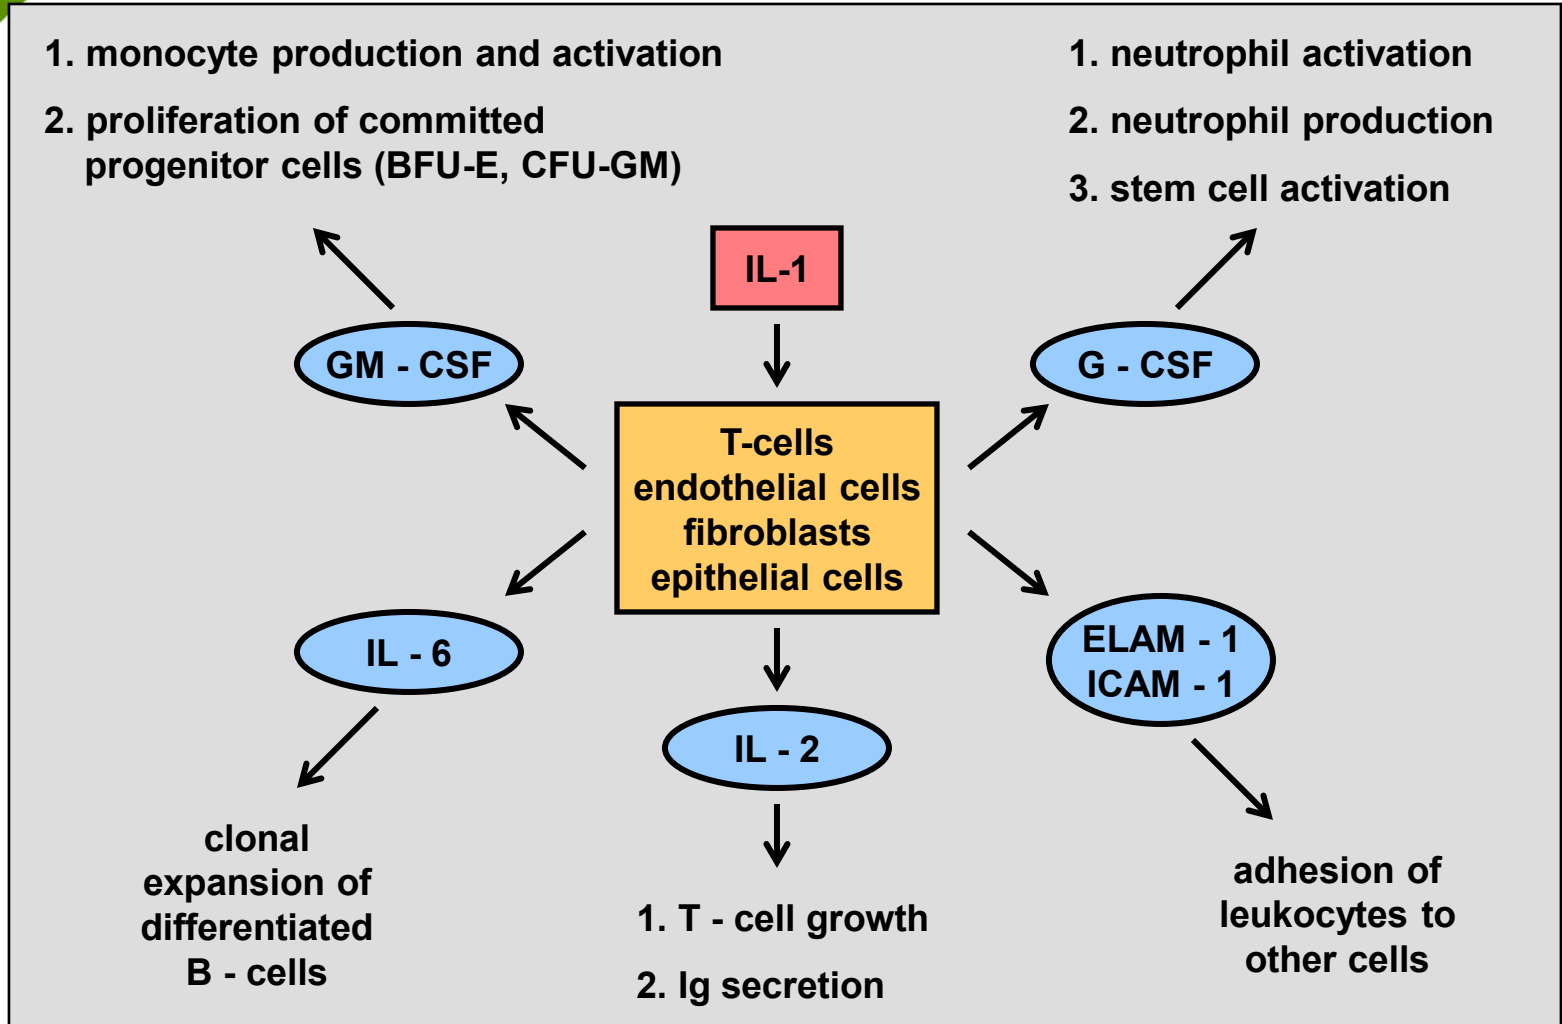 1. monocyte production and activation
2. proliferation of committed
progenitor cells (BFU-E, CFU-GM)
1. neutrophil activation
2. neutrophil production
3. stem cell activation
IL-1
GM - CSF
G - CSF
T-cells
endothelial cells
fibroblasts
epithelial cells
IL - 6
ELAM - 1
ICAM - 1
IL - 2
clonal
expansion of
differentiated
B - cells
1. T - cell growth
2. Ig secretion
adhesion of
leukocytes to
other cells